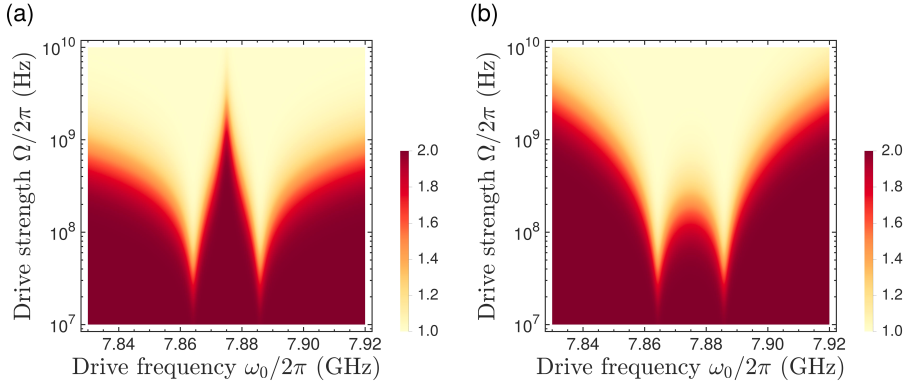 (a)
Drive strength Ω/2π (Hz)
10^10
10^9
10^8
10^7
7.84 7.86 7.88 7.90 7.92
Drive frequency ω₀/2π (GHz)
2.0
1.8
1.6
1.4
1.2
1.0
(b)
Drive strength Ω/2π (Hz)
10^10
10^9
10^8
10^7
7.84 7.86 7.88 7.90 7.92
Drive frequency ω₀/2π (GHz)
2.0
1.8
1.6
1.4
1.2
1.0